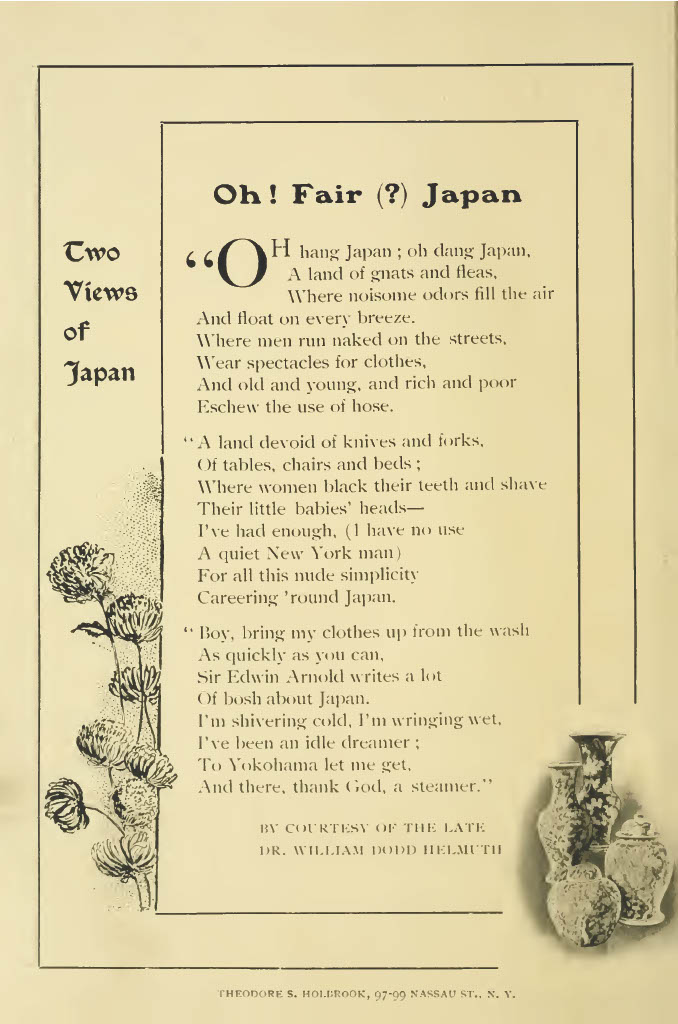 Oh! Fair (?) Japan
Two
Views
of
Japan
“OH hang Japan ; oh dang Japan,
A land of gnats and fleas,
Where noisome odors fill the air
And float on every breeze.
Where men run naked on the streets,
Wear spectacles for clothes,
And old and young, and rich and poor
Eschew the use of hose.
“A land devoid of knives and forks,
Of tables, chairs and beds ;
Where women black their teeth and shave
Their little babies’ heads—
I’ve had enough, (I have no use
A quiet New York man)
For all this nude simplicity
Careering ’round Japan.
“ Boy, bring my clothes up from the wash
As quickly as you can,
Sir Edwin Arnold writes a lot
Of bosh about Japan.
I’m shivering cold, I’m wringing wet,
I’ve been an idle dreamer ;
To Yokohama let me get,
And there, thank God, a steamer.”
BY COURTESY OF THE LATE
DR. WILLIAM DODD HELMUTH
THEODORE S. HOLBROOK, 97-99 NASSAU ST., N. Y.